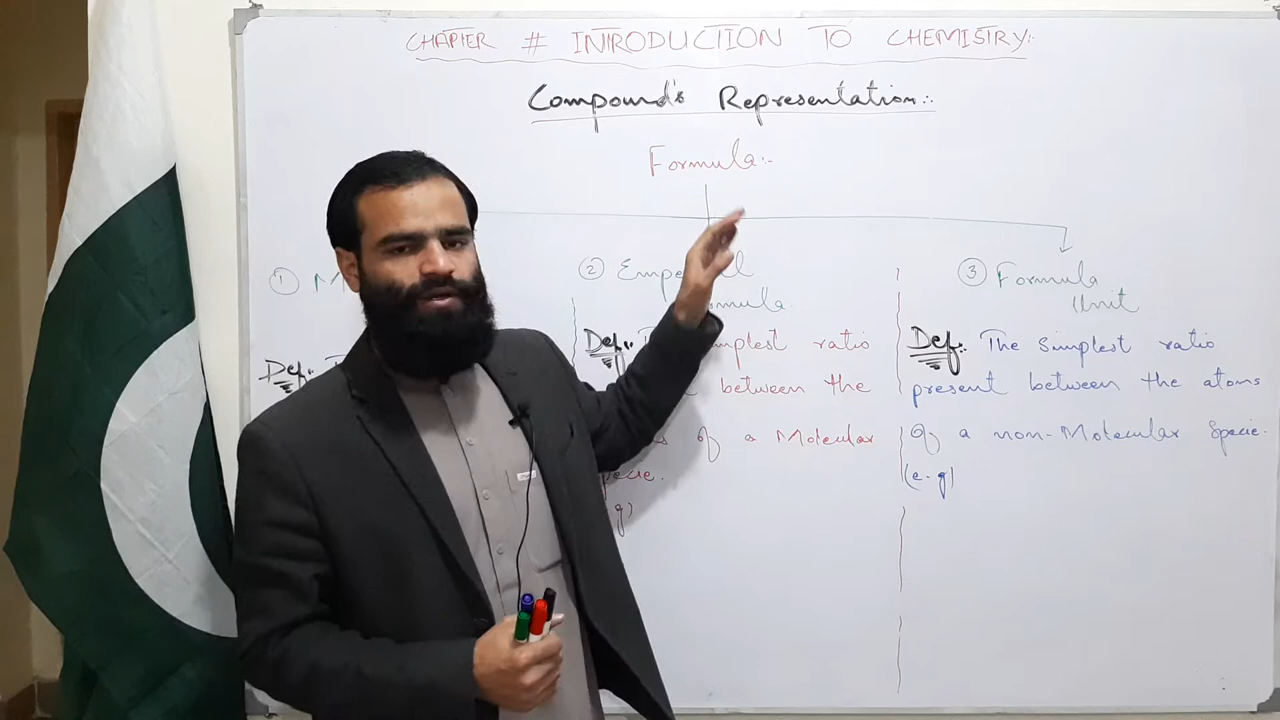 CHAPTER # INTRODUCTION TO CHEMISTRY:
Compound's Representation:.
Formula:-
①
② Emp
③ Formula
Unit
Def:
Def:. simplest ratio
between the
of a Molecular
Specie.
Def:. The Simplest ratio
present between the atoms
Of a non-Molecular Specie.
(e.g)